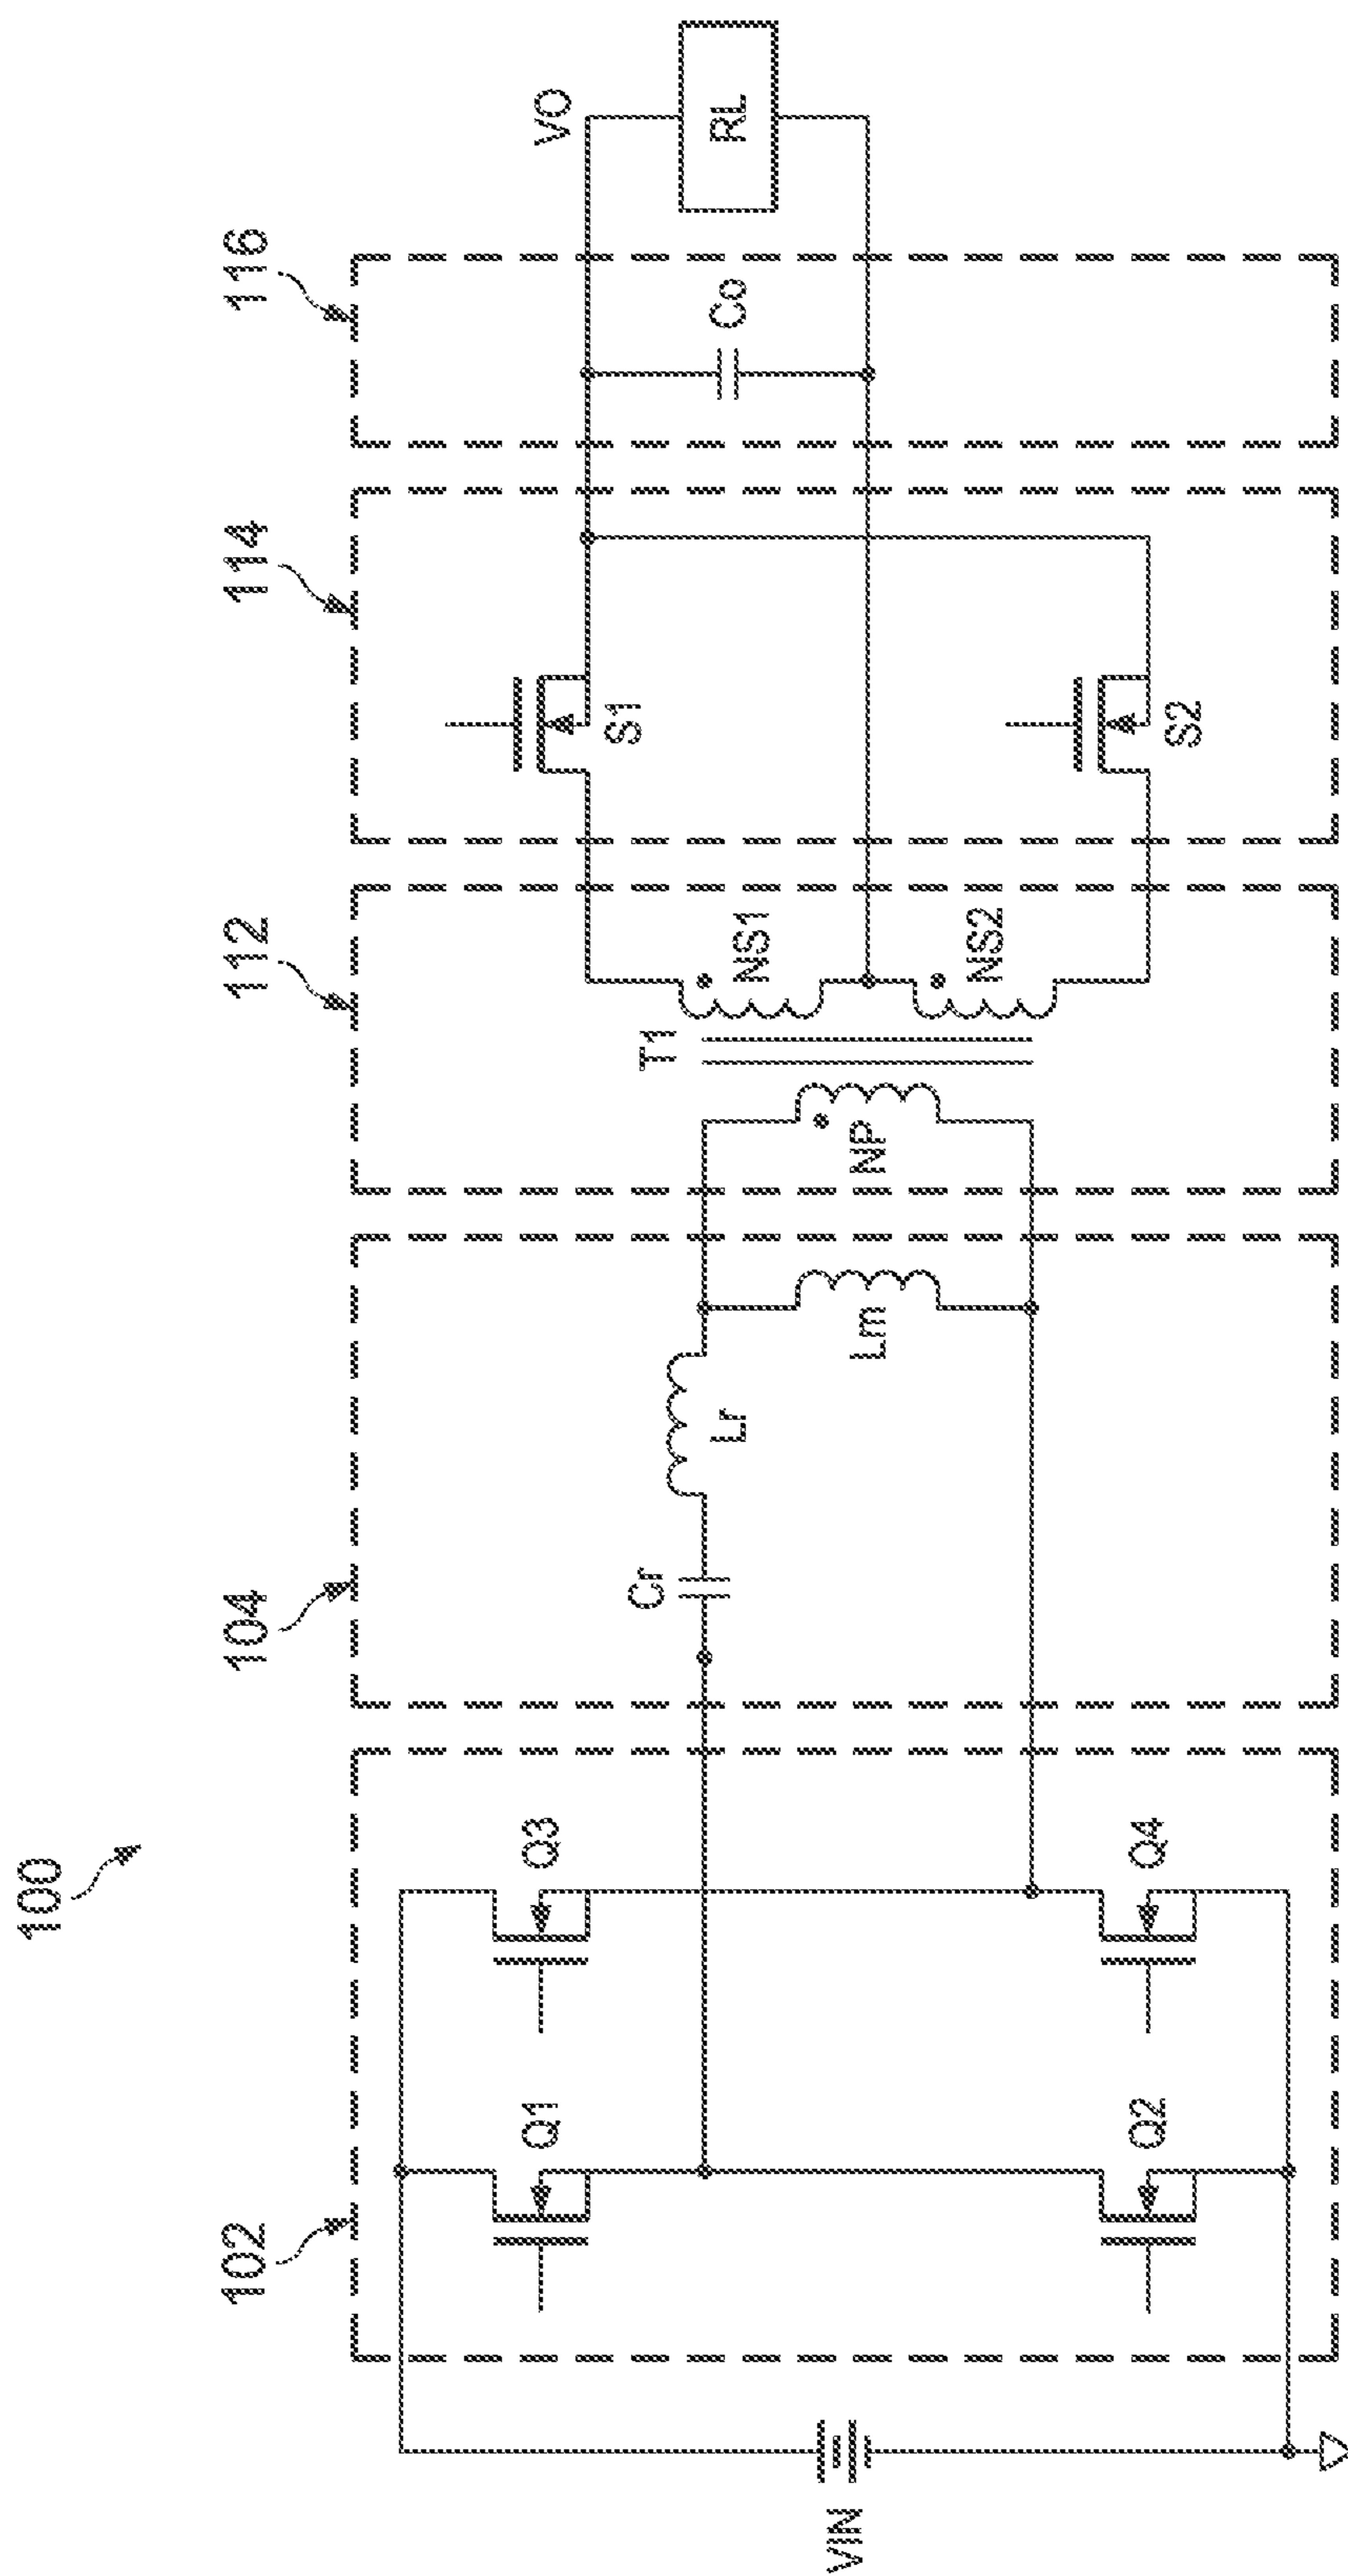 100
102
104
112
114
116
VIN
Q1
Q3
Q2
Q4
Cr
Lr
Lm
T1
NP
NS1
NS2
S1
S2
Co
VO
RL